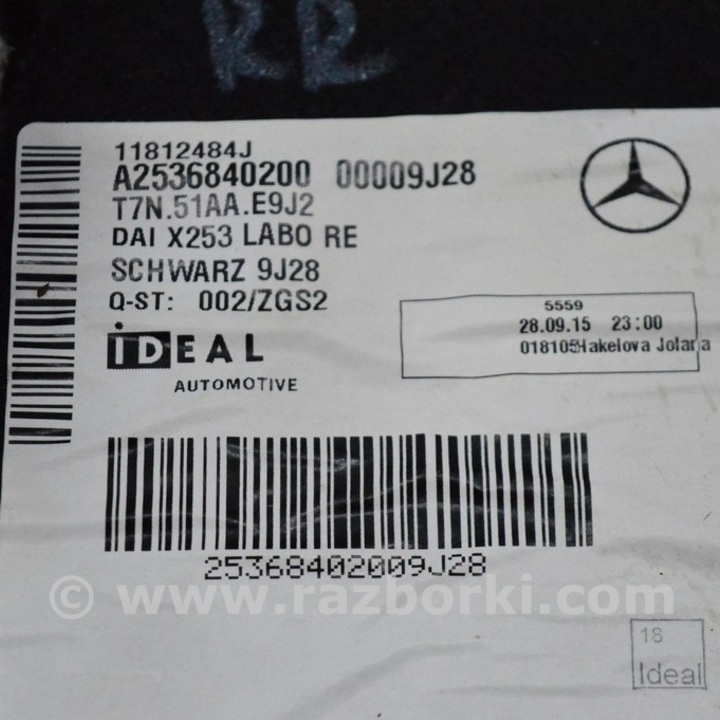 RR
11812484J
A2536840200 00009J28
T7N.51AA.E9J2
DAI X253 LABO RE
SCHWARZ 9J28
Q-ST: 002/ZGS2
iDEAL
AUTOMOTIVE
5559
28.09.15 23:00
018105 Jolana
25368402009J28
© www.razborki.com
18
Ideal